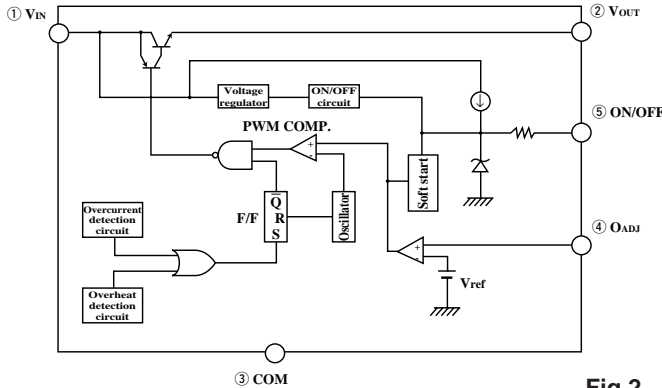 ① VIN
② VOUT
Voltage
regulator
ON/OFF
circuit
⑤ ON/OFF
PWM COMP.
+
-
Soft start
Overcurrent
detection
circuit
F/F
Q̅
R
S
Oscillator
④ OADJ
+
-
Vref
Overheat
detection
circuit
③ COM
Fig.2